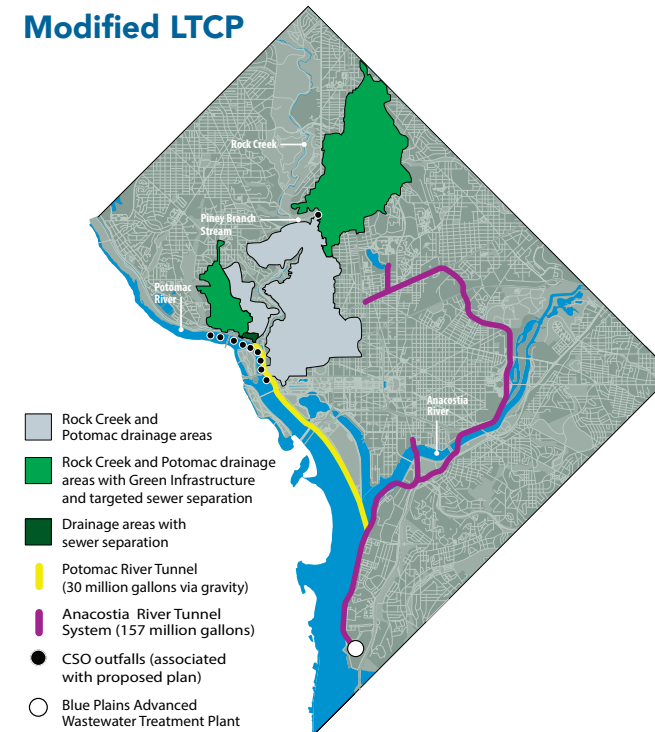 Modified LTCP
Rock Creek
Piney Branch
Stream
Potomac
River
Anacostia
River
Rock Creek and
Potomac drainage areas
Rock Creek and Potomac drainage
areas with Green Infrastructure
and targeted sewer separation
Drainage areas with
sewer separation
Potomac River Tunnel
(30 million gallons via gravity)
Anacostia River Tunnel
System (157 million gallons)
CSO outfalls (associated
with proposed plan)
Blue Plains Advanced
Wastewater Treatment Plant